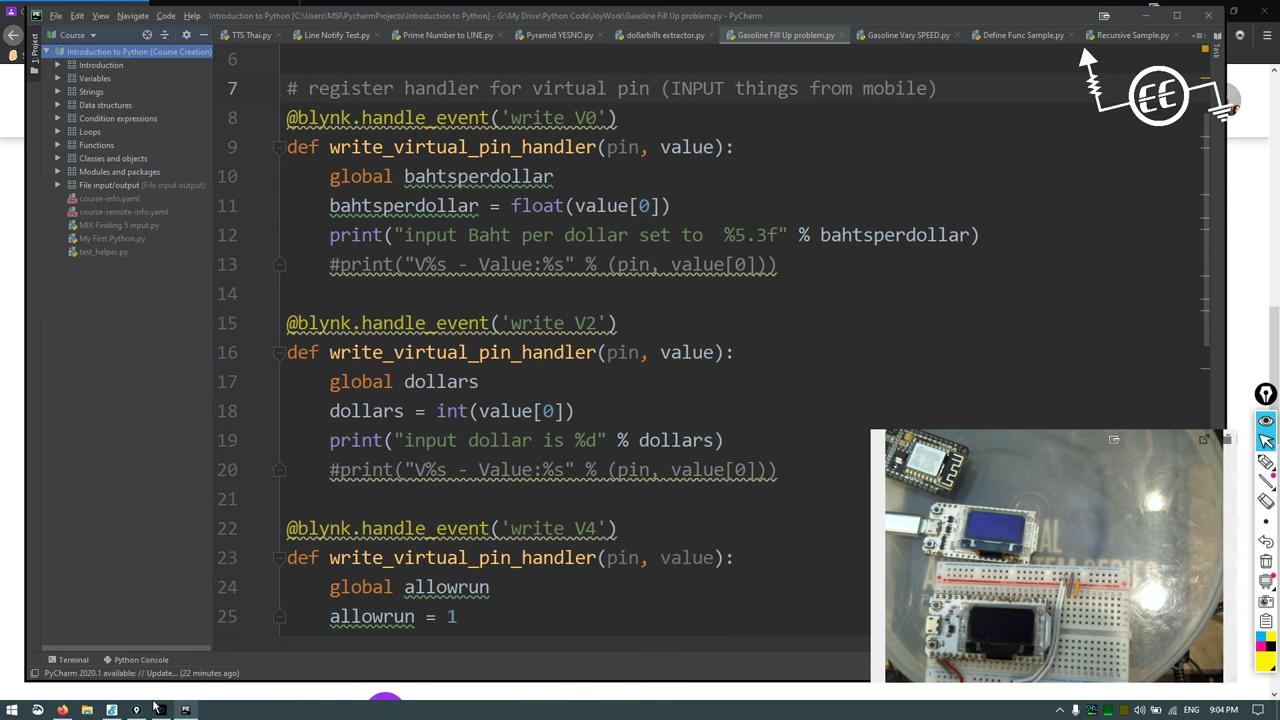 File Edit View Navigate Code Help Introduction to Python [C:\Users\MSI\PycharmProjects\Introduction to Python] - G:\My Drive\Python Code\JoyWork\Gasoline Fill Up problem.py - PyCharm
Course
TTS Thai.py Line Notify Test.py Prime Number to LINE.py Pyramid YESNO.py dollarbills extractor.py Gasoline Fill Up problem.py Gasoline Vary SPEED.py Define Func Sample.py Recursive Sample.py
1: Project
Task
Introduction to Python (Course Creation)
Introduction
Variables
Strings
Data structures
Condition expressions
Loops
Functions
Classes and objects
Modules and packages
File input/output (File input output)
course-info.yaml
course-remote-info.yaml
MIX Finding 5 input.py
My First Python.py
test_helper.py
6
7 # register handler for virtual pin (INPUT things from mobile)
8 @blynk.handle_event('write V0')
9 def write_virtual_pin_handler(pin, value):
10 global bahtsperdollar
11 bahtsperdollar = float(value[0])
12 print("input Baht per dollar set to  %5.3f" % bahtsperdollar)
13 #print("V%s - Value:%s" % (pin, value[0]))
14
15 @blynk.handle_event('write V2')
16 def write_virtual_pin_handler(pin, value):
17 global dollars
18 dollars = int(value[0])
19 print("input dollar is %d" % dollars)
20 #print("V%s - Value:%s" % (pin, value[0]))
21
22 @blynk.handle_event('write V4')
23 def write_virtual_pin_handler(pin, value):
24 global allowrun
25 allowrun = 1
EE
Terminal Python Console
PyCharm 2020.1 available: // Update... (22 minutes ago)
ENG 9:04 PM